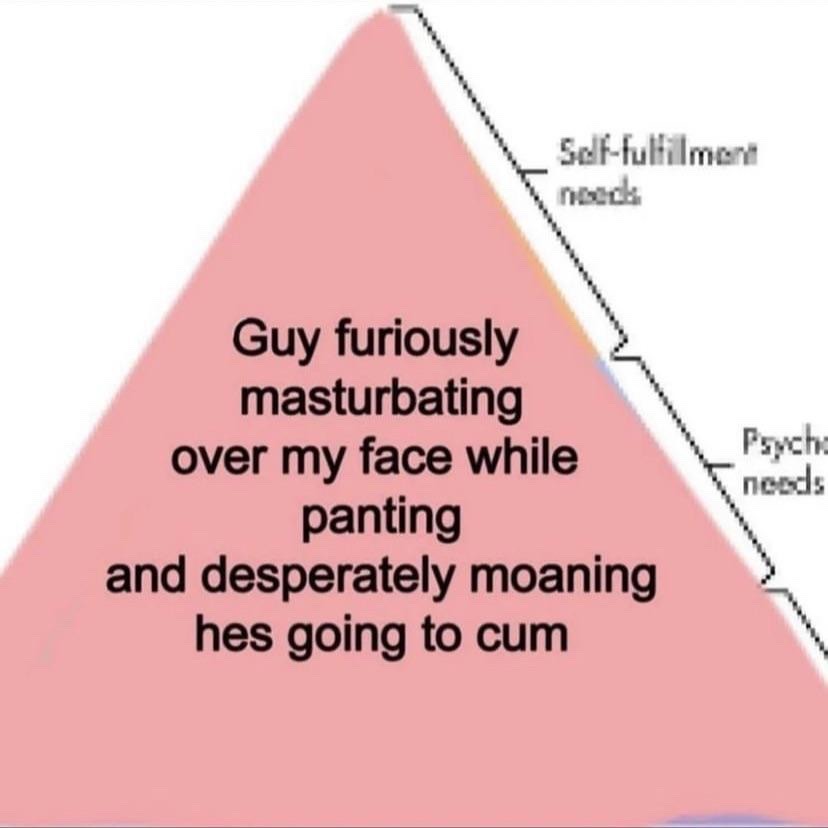 Self-fulfillment
needs
Guy furiously
masturbating
over my face while
panting
and desperately moaning
hes going to cum
needs